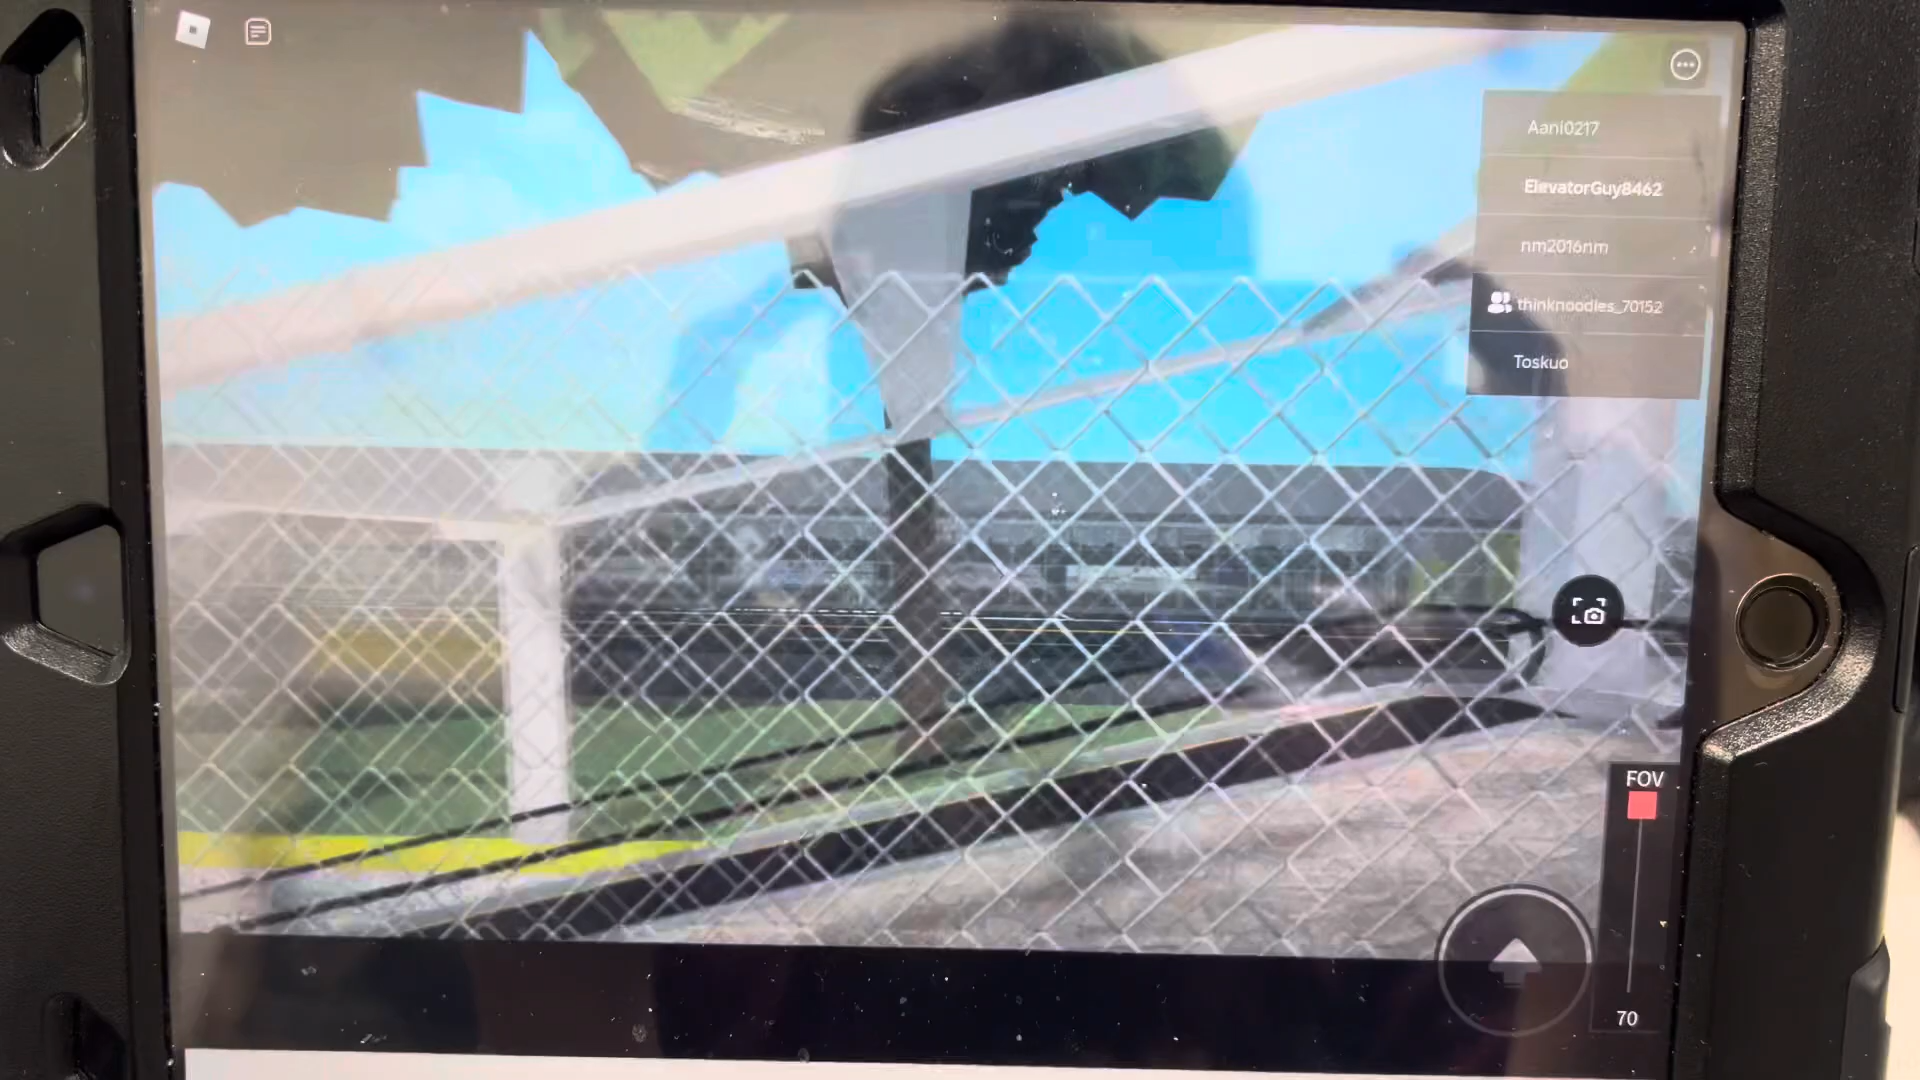 Aani0217
ElevatorGuy8462
nm2016nm
thinknoodles_70152
Toskuo
FOV
70